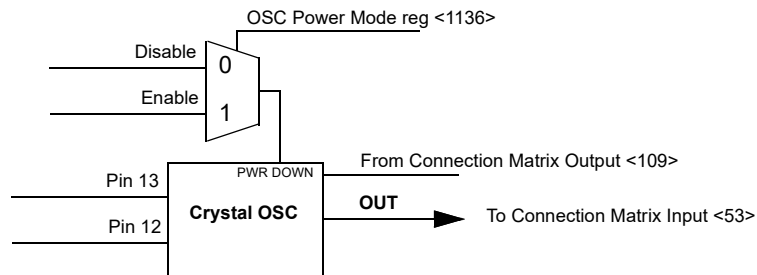 OSC Power Mode reg <1136>
Disable
0
Enable
1
PWR DOWN
From Connection Matrix Output <109>
Pin 13
Crystal OSC
OUT
To Connection Matrix Input <53>
Pin 12